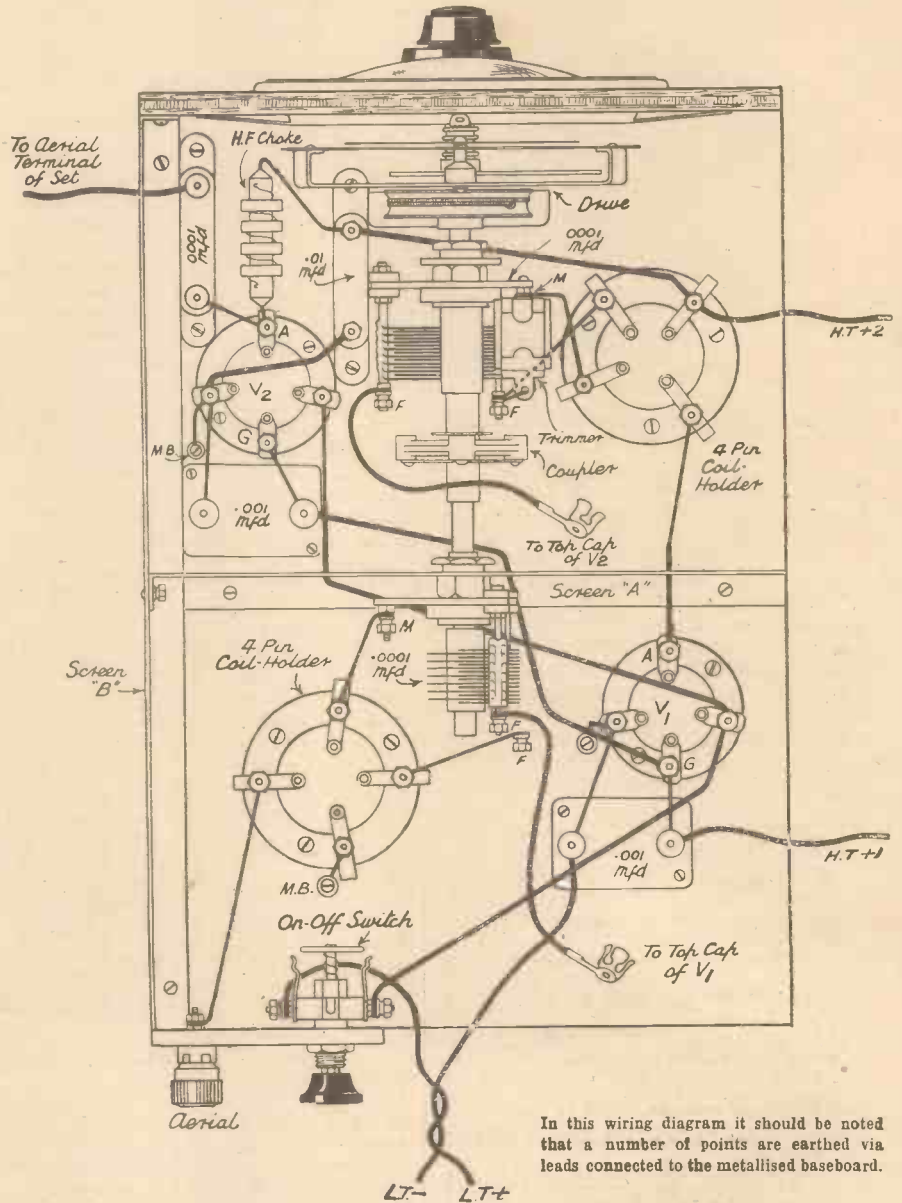 To Aerial
Terminal
of Set
H.F Choke
.0001
mfd
.01
mfd
Drive
.0001
mfd
M
H.T+2
A
V2
G
M.B.
F
F
Trimmer
Coupler
4 Pin
Coil-
Holder
.001
mfd
To Top Cap
of V2
Screen "A"
4 Pin
Coil-Holder
M
.0001
mfd
Screen
"B"
A
V1
G
F
F
M.B.
.001
mfd
H.T+1
On-Off Switch
To Top Cap
of V1
Aerial
In this wiring diagram it should be noted
that a number of points are earthed via
leads connected to the metallised baseboard.
L.T- L.T+